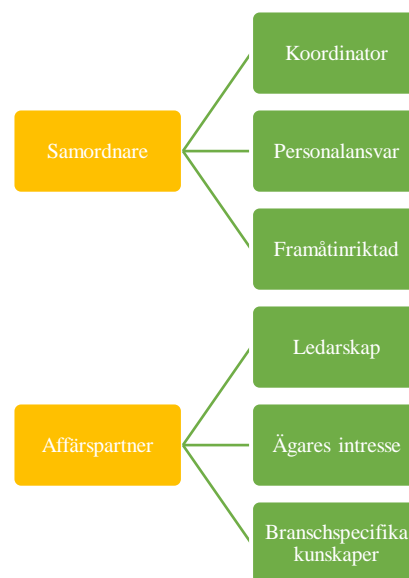 Samordnare
Koordinator
Personalansvar
Framåtinriktad
Affärspartner
Ledarskap
Ägares intresse
Branschspecifika
kunskaper